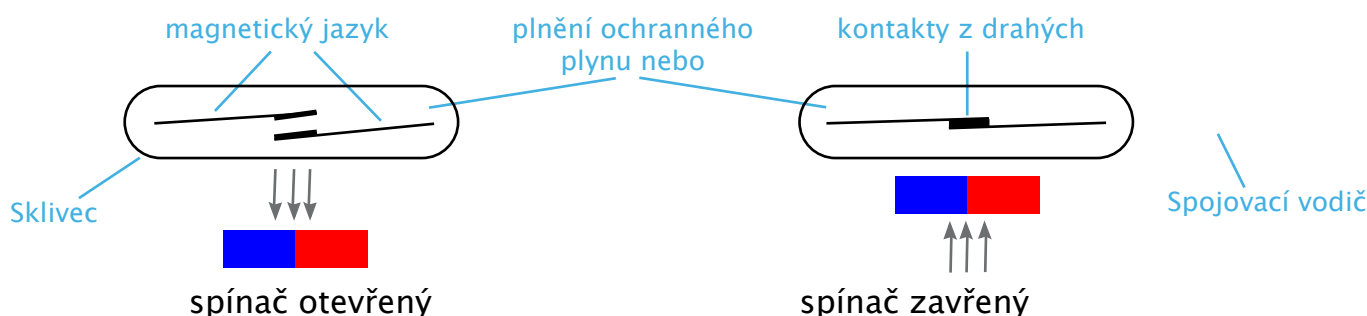 magnetický jazyk
plnění ochranného
plynu nebo
kontakty z drahých
Sklivec
Spojovací vodič
spínač otevřený
spínač zavřený